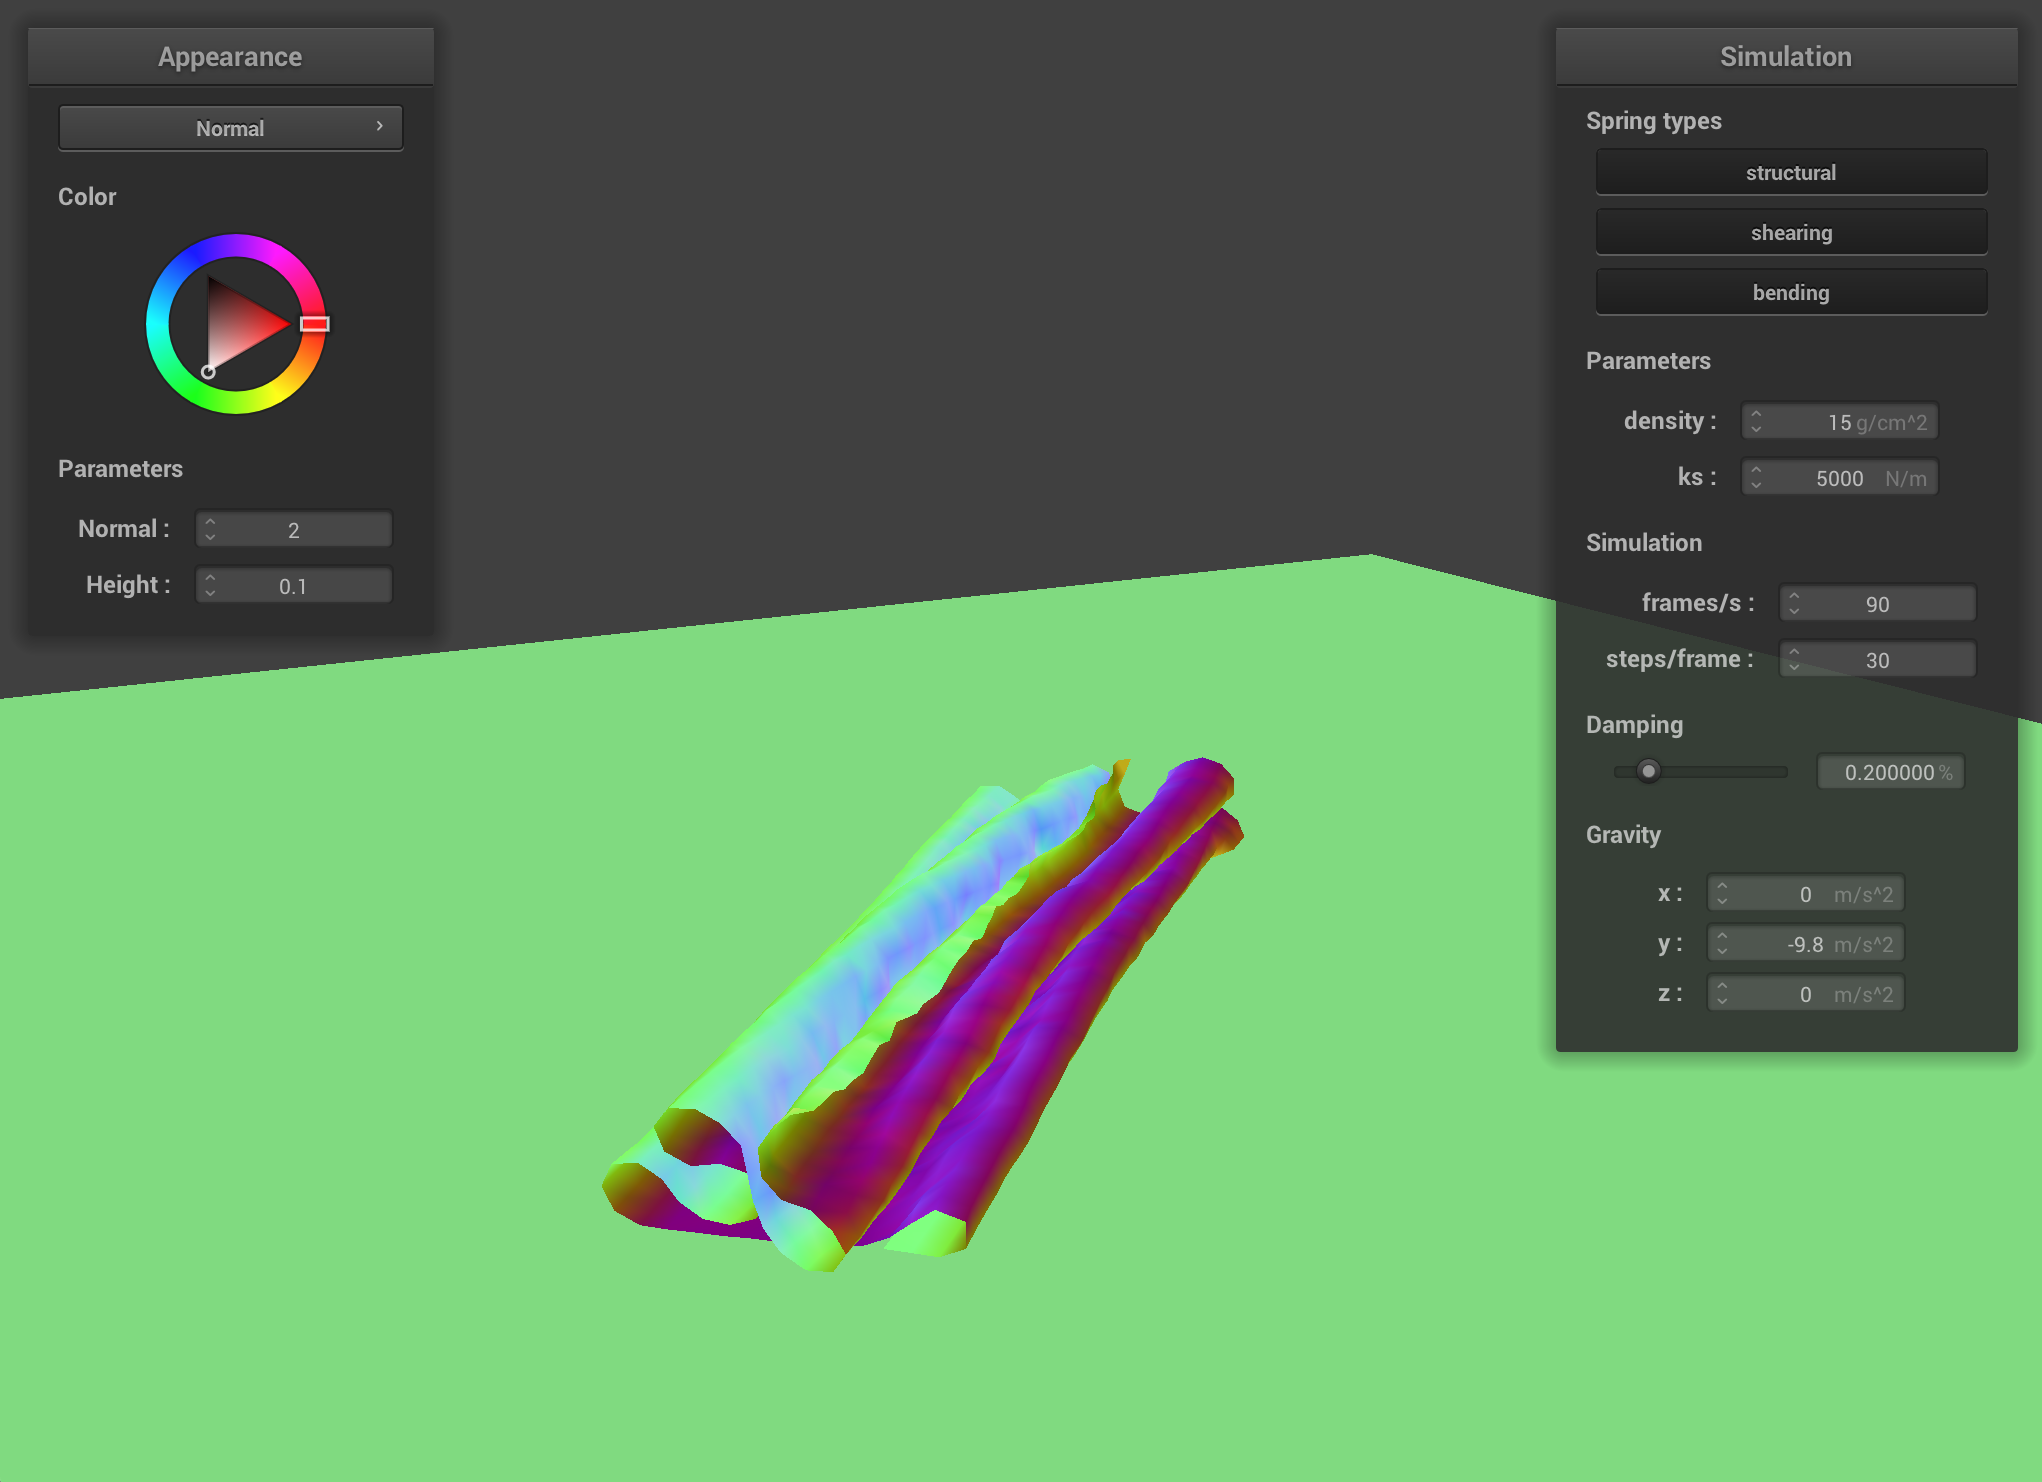 Appearance
Normal
Color
Parameters
Normal : 2
Height : 0.1
Simulation
Spring types
structural
shearing
bending
Parameters
density : 15 g/cm^2
ks : 5000 N/m
Simulation
frames/s : 90
steps/frame : 30
Damping
0.200000 %
Gravity
x : 0 m/s^2
y : -9.8 m/s^2
z : 0 m/s^2